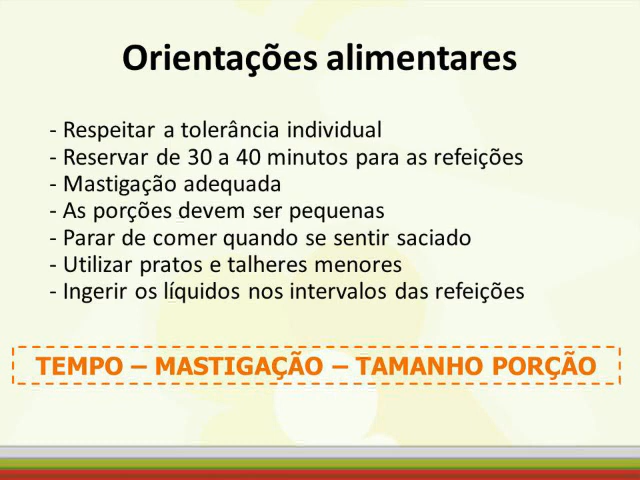 Orientações alimentares
- Respeitar a tolerância individual
- Reservar de 30 a 40 minutos para as refeições
- Mastigação adequada
- As porções devem ser pequenas
- Parar de comer quando se sentir saciado
- Utilizar pratos e talheres menores
- Ingerir os líquidos nos intervalos das refeições
TEMPO – MASTIGAÇÃO – TAMANHO PORÇÃO